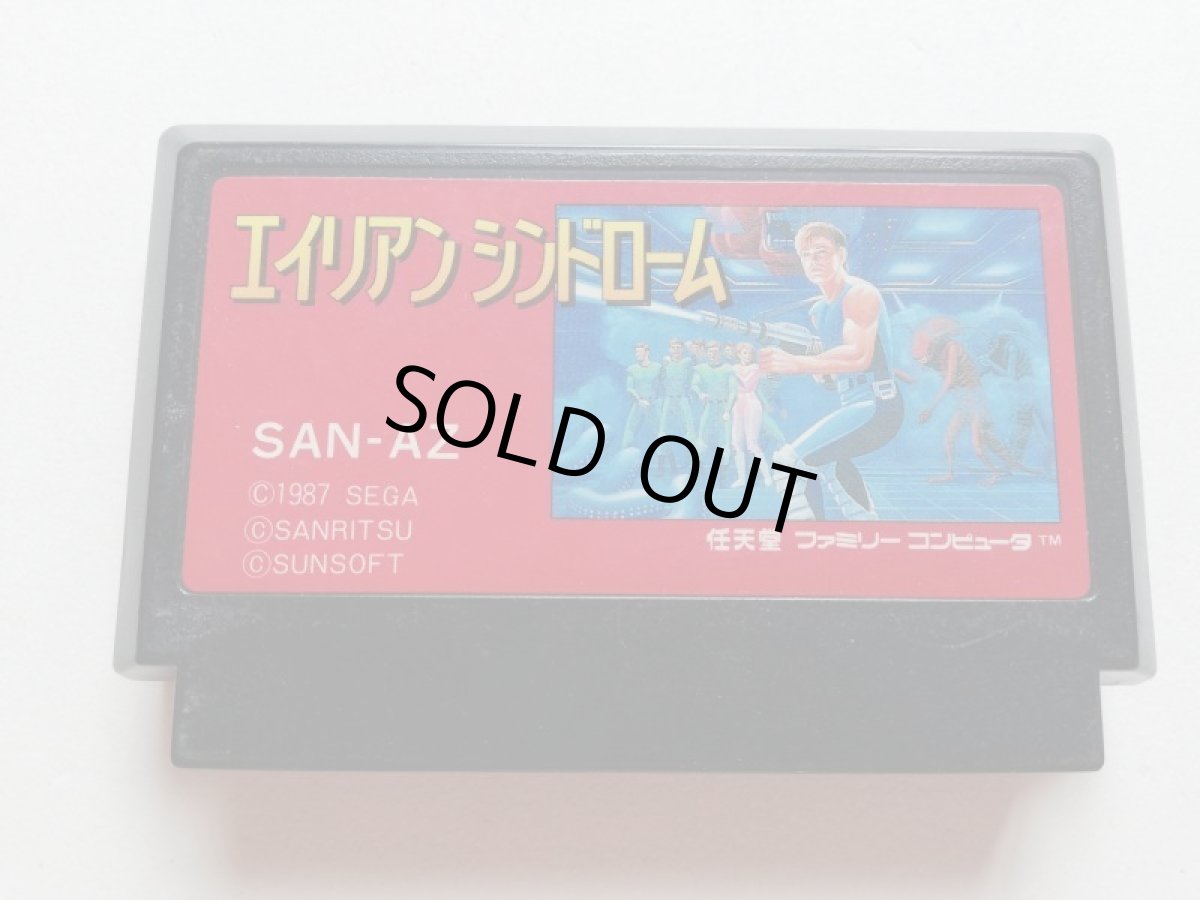 エイリアンシンドローム
SAN-AZ
©1987 SEGA
©SANRITSU
©SUNSOFT
任天堂 ファミリーコンピュータ™
SOLD OUT